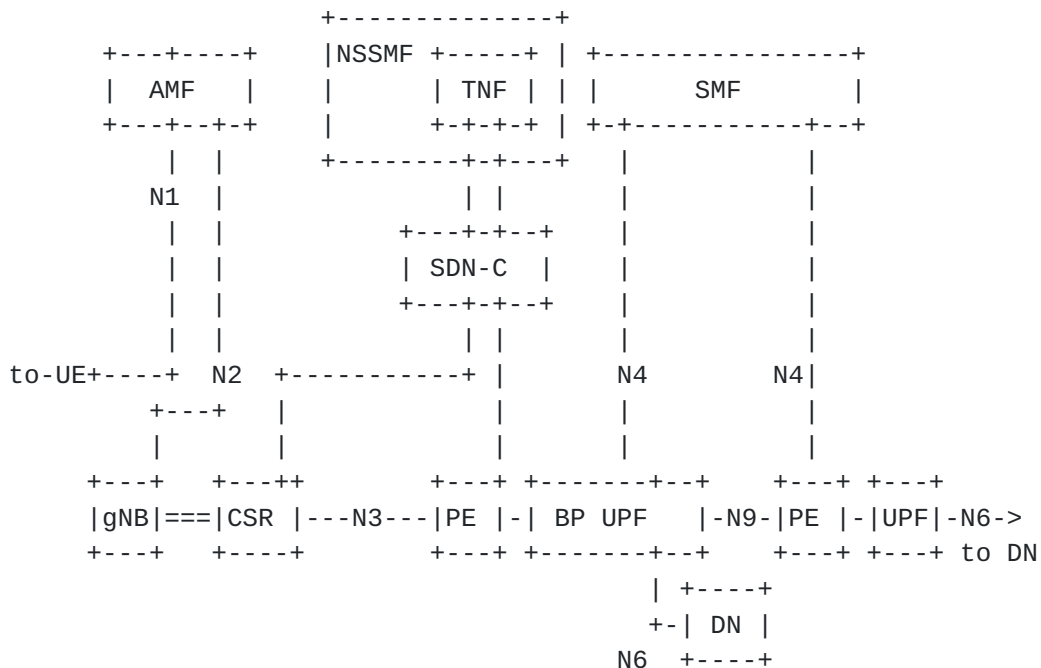 +--------------+
      +---+----+    |NSSMF +-----+ | +----------------+
      |  AMF   |    |      | TNF | | |      SMF       |
      +---+--+-+    |      +-+-+-+ | +-+-----------+--+
          |  |      +--------+-+---+   |           |
         N1  |               | |       |           |
          |  |           +---+-+--+    |           |
          |  |           | SDN-C  |    |           |
          |  |           +---+-+--+    |           |
          |  |               | |       |           |
to-UE+----+  N2  +-----------+ |       N4        N4|
         +---+   |             |       |           |
         |       |             |       |           |
     +---+   +---++        +---+ +-------+--+    +---+ +---+
     |gNB|===|CSR |---N3---|PE |-| BP UPF   |-N9-|PE |-|UPF|-N6->
     +---+   +----+        +---+ +-------+--+    +---+ +---+ to DN
                                         | +----+
                                         +-| DN |
                                       N6  +----+